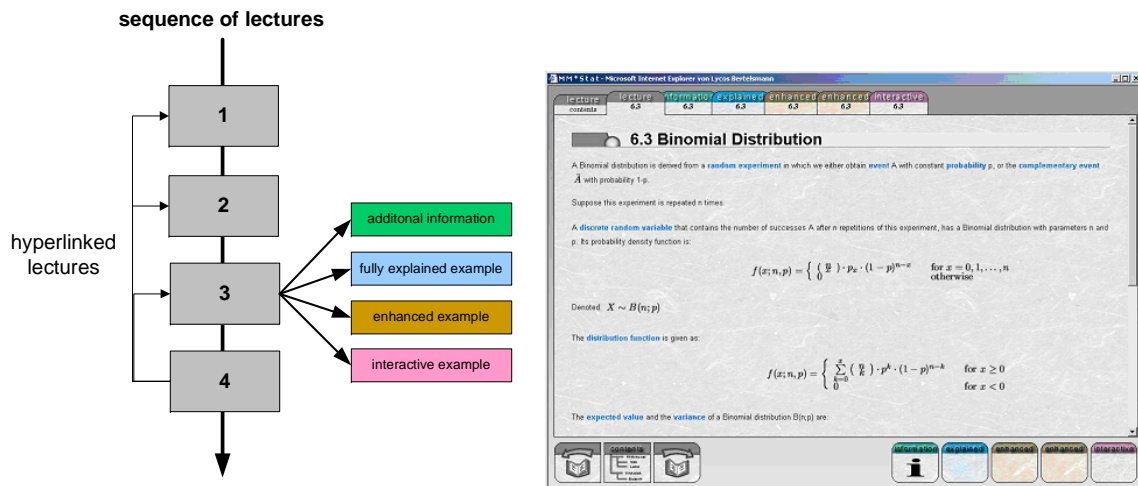 sequence of lectures
1
2
3
4
hyperlinked
lectures
additonal information
fully explained example
enhanced example
interactive example
MM*Stat - Microsoft Internet Explorer von Lycos Bertelsmann
lecture contents
lecture 6.3
information 6.3
explained 6.3
enhanced 6.3
enhanced 6.3
interactive 6.3
6.3 Binomial Distribution
A Binomial distribution is derived from a random experiment in which we either obtain event A with constant probability p, or the complementary event
Ā with probability 1-p.
Suppose this experiment is repeated n times.
A discrete random variable that contains the number of successes A after n repetitions of this experiment, has a Binomial distribution with parameters n and
p. Its probability density function is:
f(x; n, p) = { (n x) · p_x · (1 − p)^{n−x} for x = 0, 1, . . . , n
0 otherwise
Denoted X ∼ B(n; p)
The distribution function is given as:
f(x; n, p) = { ∑_{k=0}^{x} (n k) · p^k · (1 − p)^{n−k} for x ≥ 0
0 for x < 0
The expected value and the variance of a Binomial distribution B(n;p) are:
contents
information
explained
enhanced
enhanced
interactive